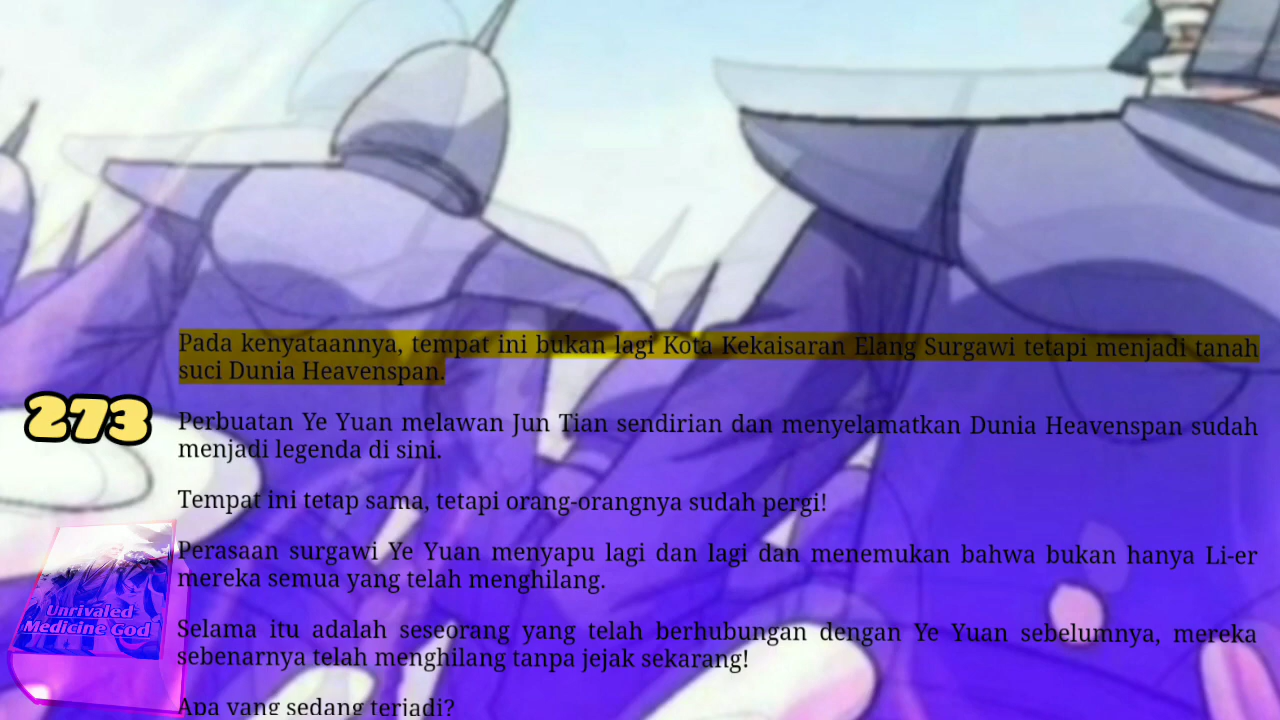 Pada kenyataannya, tempat ini bukan lagi Kota Kekaisaran Elang Surgawi tetapi menjadi tanah
suci Dunia Heavenspan.
273
Perbuatan Ye Yuan melawan Jun Tian sendirian dan menyelamatkan Dunia Heavenspan sudah
menjadi legenda di sini.
Tempat ini tetap sama, tetapi orang-orangnya sudah pergi!
Perasaan surgawi Ye Yuan menyapu lagi dan lagi dan menemukan bahwa bukan hanya Li-er
mereka semua yang telah menghilang.
Unrivaled
Medicine God
Selama itu adalah seseorang yang telah berhubungan dengan Ye Yuan sebelumnya, mereka
sebenarnya telah menghilang tanpa jejak sekarang!
Apa yang sedang terjadi?